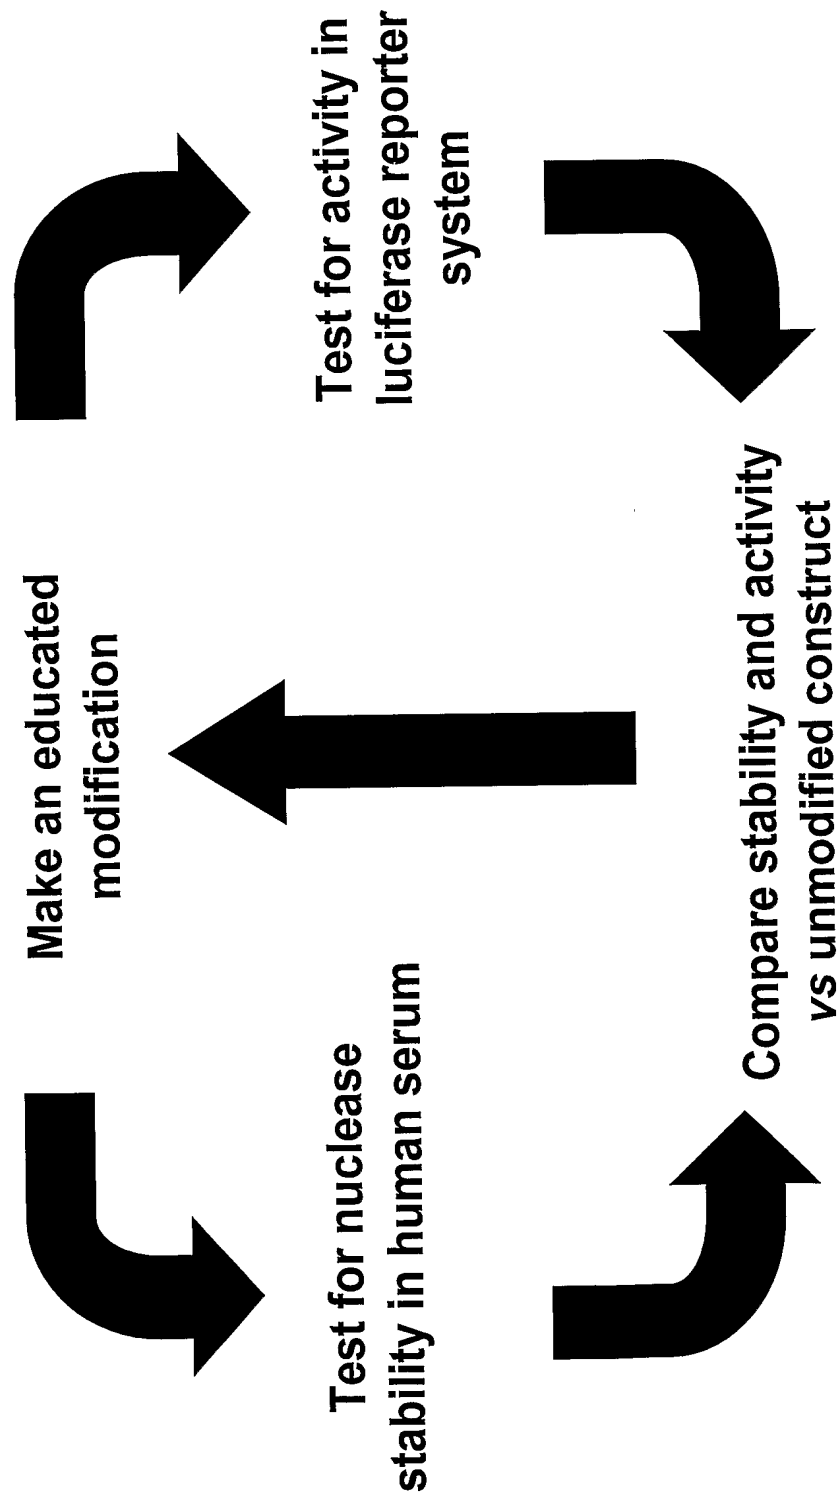 Make an educated
modification
Test for nuclease
stability in human serum
Test for activity in
luciferase reporter
system
Compare stability and activity
vs unmodified construct